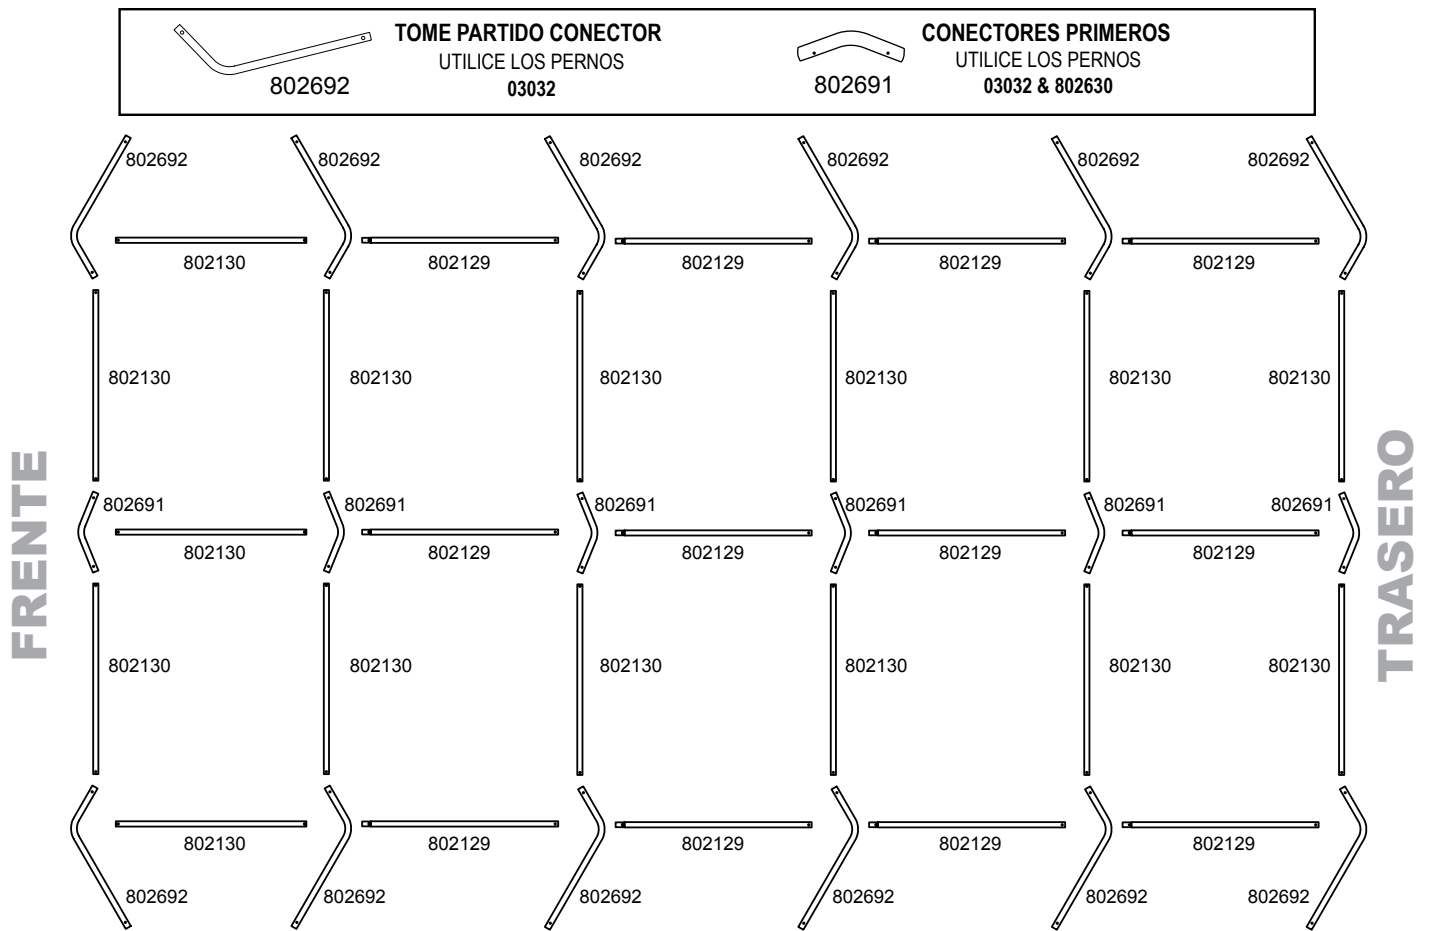 TOME PARTIDO CONECTOR
UTILICE LOS PERNOS
03032
802692
CONECTORES PRIMEROS
UTILICE LOS PERNOS
03032 & 802630
802691
802692 802692 802692 802692 802692 802692
802130 802129 802129 802129 802129
802130 802130 802130 802130 802130 802130
FRENTE
TRASERO
802691 802691 802691 802691 802691 802691
802130 802129 802129 802129 802129
802130 802130 802130 802130 802130 802130
802130 802129 802129 802129 802129
802692 802692 802692 802692 802692 802692